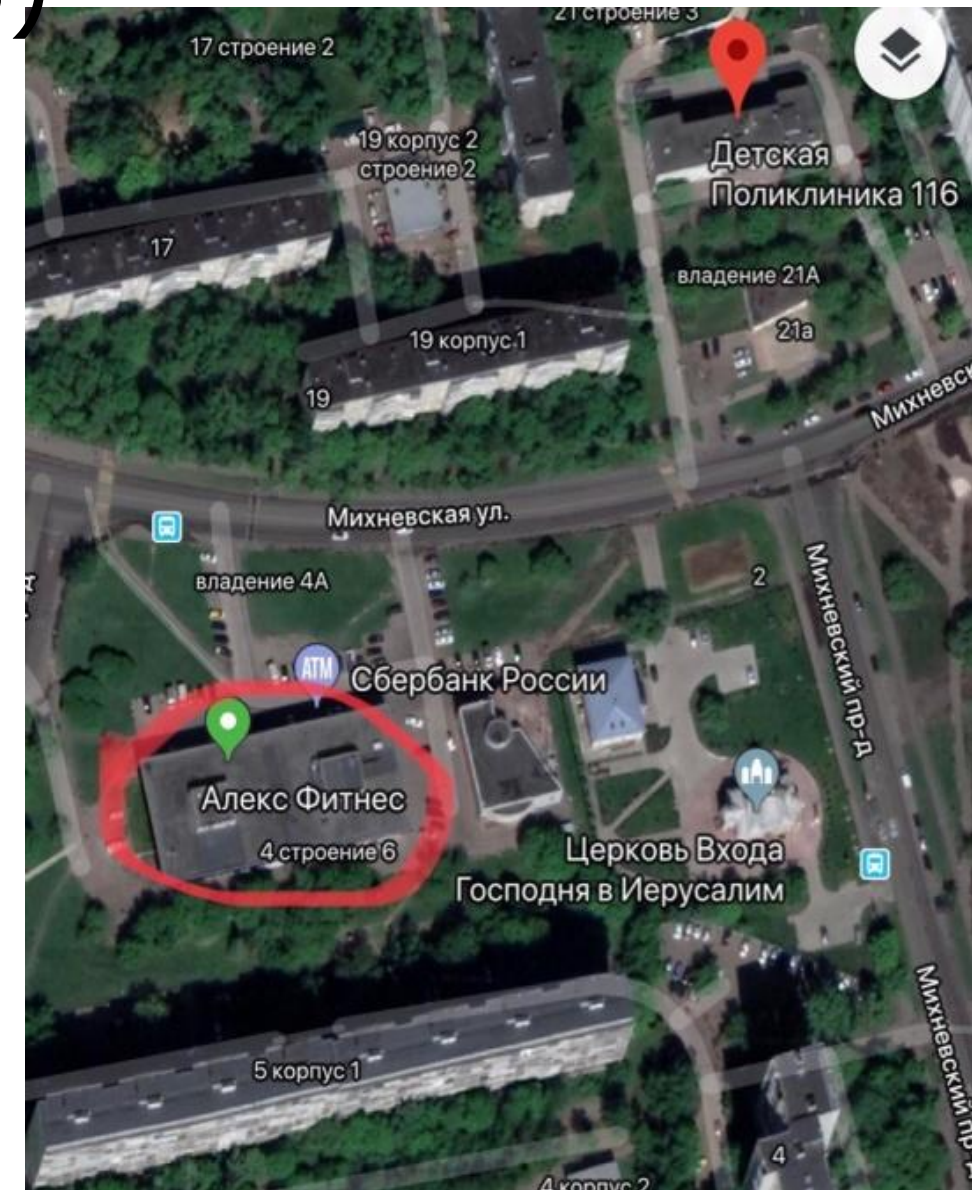 21 строение 3
17 строение 2
19 корпус 2
строение 2
Детская
Поликлиника 116
17
владение 21А
21а
19 корпус 1
19
Михневск
Михневская ул.
владение 4А
2
Михневский пр-д
ATM
Сбербанк России
Алекс Фитнес
4 строение 6
Церковь Входа
Господня в Иерусалим
Михневский пр-д
5 корпус 1
4
4 корпус 2